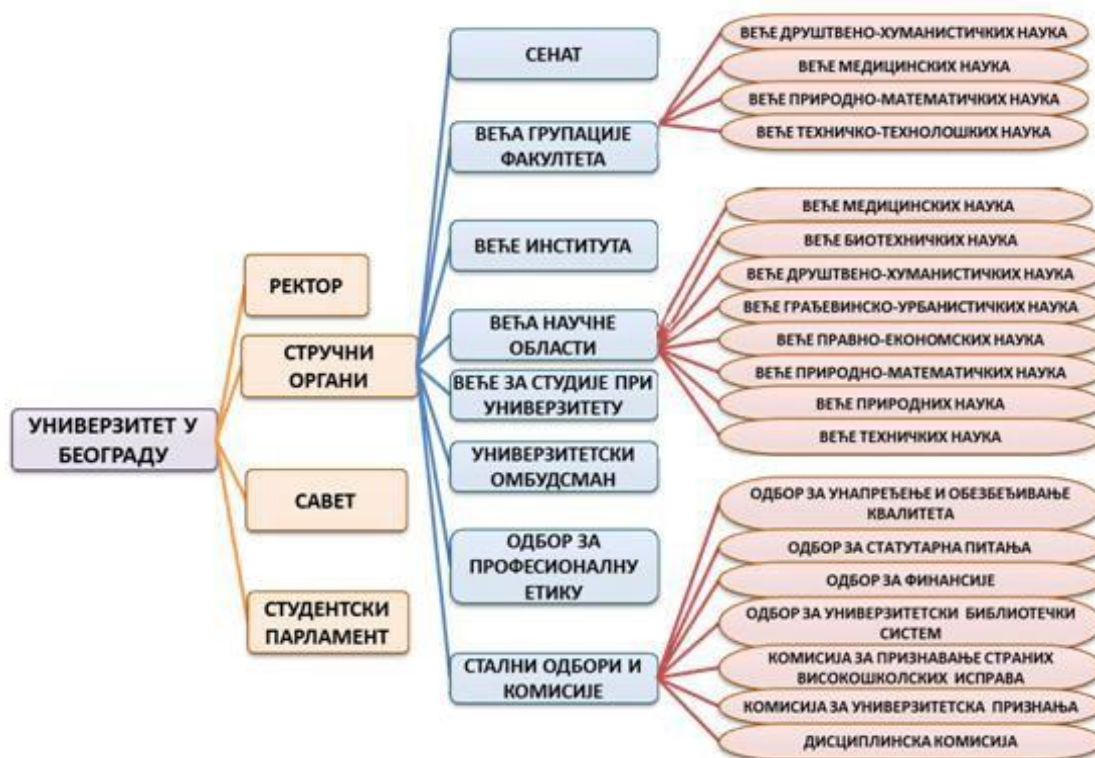 УНИВЕРЗИТЕТ У
БЕОГРАДУ
РЕКТОР
СТРУЧНИ
ОРГАНИ
САВЕТ
СТУДЕНТСКИ
ПАРЛАМЕНТ
СЕНАТ
ВЕЋА ГРУПАЦИЈЕ
ФАКУЛТЕТА
ВЕЋЕ ИНСТИТУТА
ВЕЋА НАУЧНЕ
ОБЛАСТИ
ВЕЋЕ ЗА СТУДИЈЕ ПРИ
УНИВЕРЗИТЕТУ
УНИВЕРЗИТЕТСКИ
ОМБУДСМАН
ОДБОР ЗА
ПРОФЕСИОНАЛНУ
ЕТИКУ
СТАЛНИ ОДБОРИ И
КОМИСИЈЕ
ВЕЋЕ ДРУШТВЕНО-ХУМАНИСТИЧКИХ НАУКА
ВЕЋЕ МЕДИЦИНСКИХ НАУКА
ВЕЋЕ ПРИРОДНО-МАТЕМАТИЧКИХ НАУКА
ВЕЋЕ ТЕХНИЧКО-ТЕХНОЛОШКИХ НАУКА
ВЕЋЕ МЕДИЦИНСКИХ НАУКА
ВЕЋЕ БИОТЕХНИЧКИХ НАУКА
ВЕЋЕ ДРУШТВЕНО-ХУМАНИСТИЧКИХ НАУКА
ВЕЋЕ ГРАЂЕВИНСКО-УРБАНИСТИЧКИХ НАУКА
ВЕЋЕ ПРАВНО-ЕКОНОМСКИХ НАУКА
ВЕЋЕ ПРИРОДНО-МАТЕМАТИЧКИХ НАУКА
ВЕЋЕ ПРИРОДНИХ НАУКА
ВЕЋЕ ТЕХНИЧКИХ НАУКА
ОДБОР ЗА УНАПРЕЂЕЊЕ И ОБЕЗБЕЂИВАЊЕ
КВАЛИТЕТА
ОДБОР ЗА СТАТУТАРНА ПИТАЊА
ОДБОР ЗА ФИНАНСИЈЕ
ОДБОР ЗА УНИВЕРЗИТЕТСКИ БИБЛИОТЕЧКИ
СИСТЕМ
КОМИСИЈА ЗА ПРИЗНАВАЊЕ СТРАНИХ
ВИСОКОШКОЛСКИХ ИСПРАВА
КОМИСИЈА ЗА УНИВЕРЗИТЕТСКА ПРИЗНАЊА
ДИСЦИПЛИНСКА КОМИСИЈА